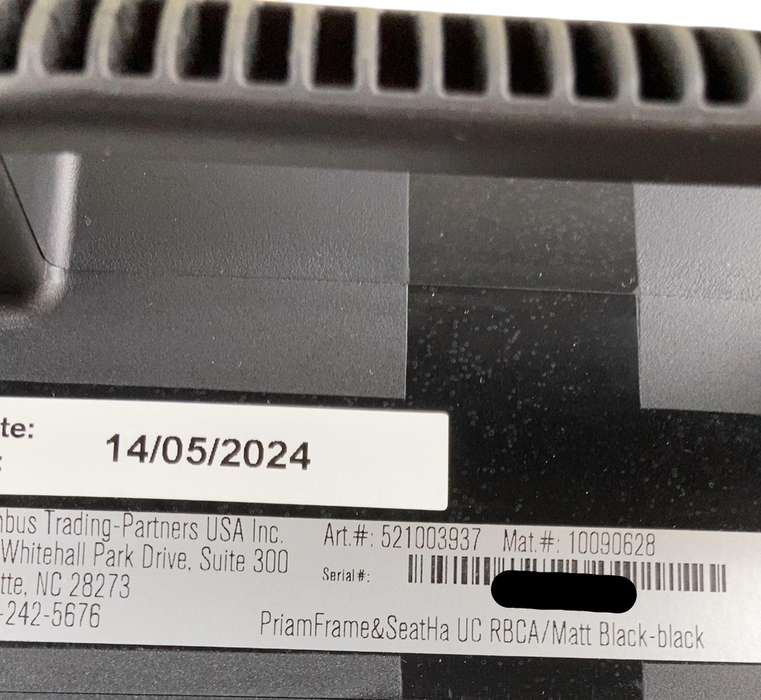 te:
14/05/2024
bus Trading-Partners USA Inc.
Whitehall Park Drive, Suite 300
tte, NC 28273
-242-5676
Art.#: 521003937 Mat.#: 10090628
Serial#:
PriamFrame&SeatHa UC RBCA/Matt Black-black